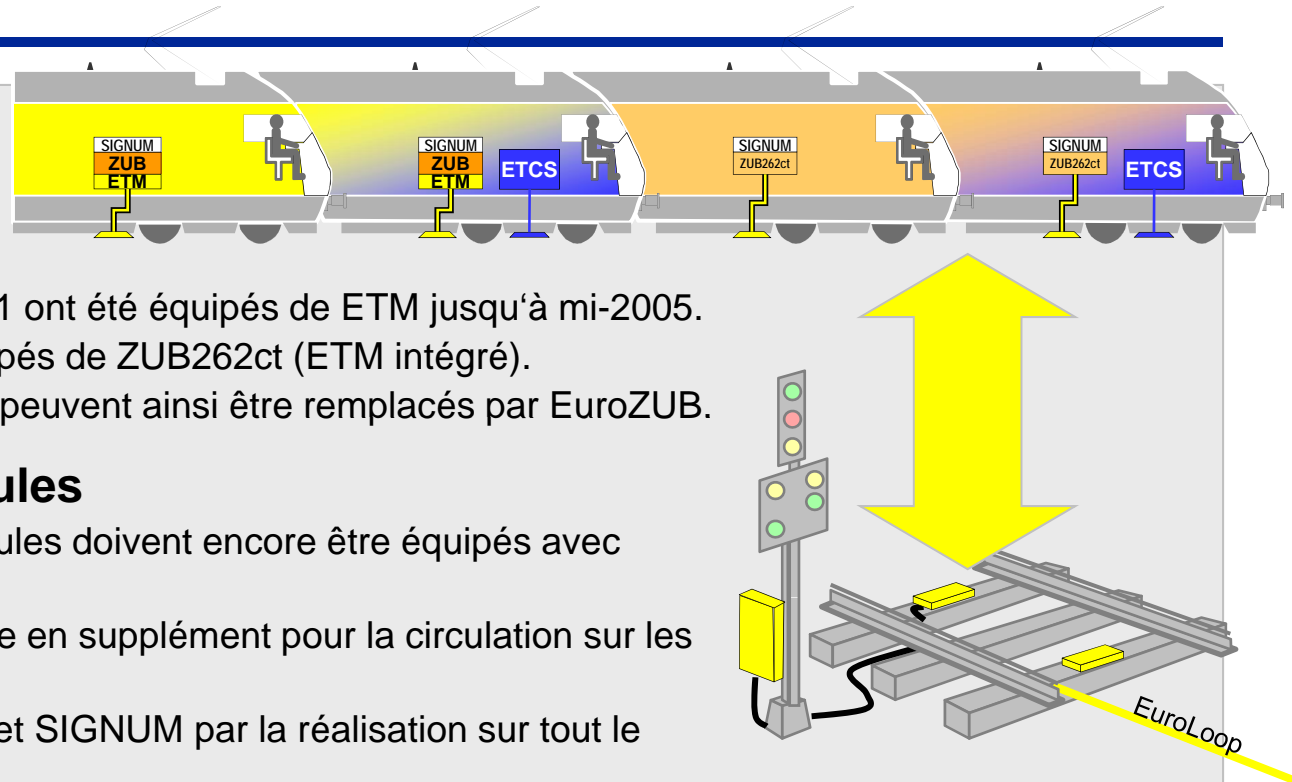 SIGNUM
ZUB
ETM
SIGNUM
ZUB
ETM
ETCS
SIGNUM
ZUB262ct
SIGNUM
ZUB262ct
ETCS
1 ont été équipés de ETM jusqu‘à mi-2005.
pés de ZUB262ct (ETM intégré).
peuvent ainsi être remplacés par EuroZUB.
ules
ules doivent encore être équipés avec
e en supplément pour la circulation sur les
et SIGNUM par la réalisation sur tout le
EuroLoop